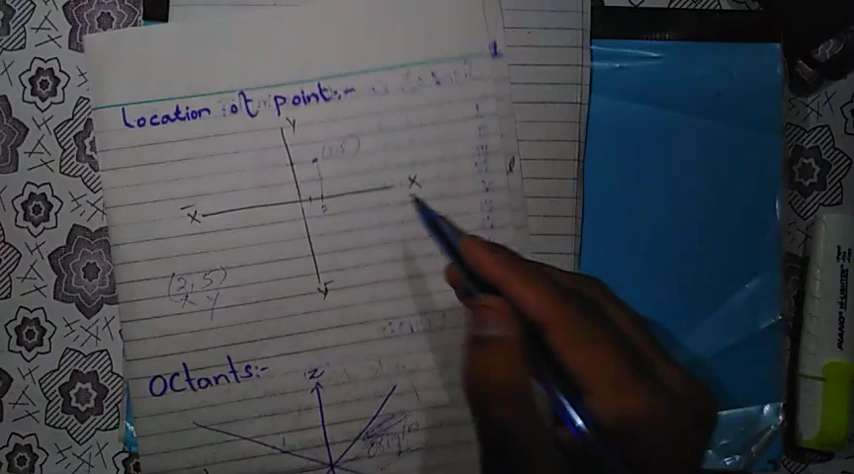 Location of point:-
Y
(2,5)
X
X̄
2
Ȳ
(2,5)
X Y
Octants:-
Z
origin